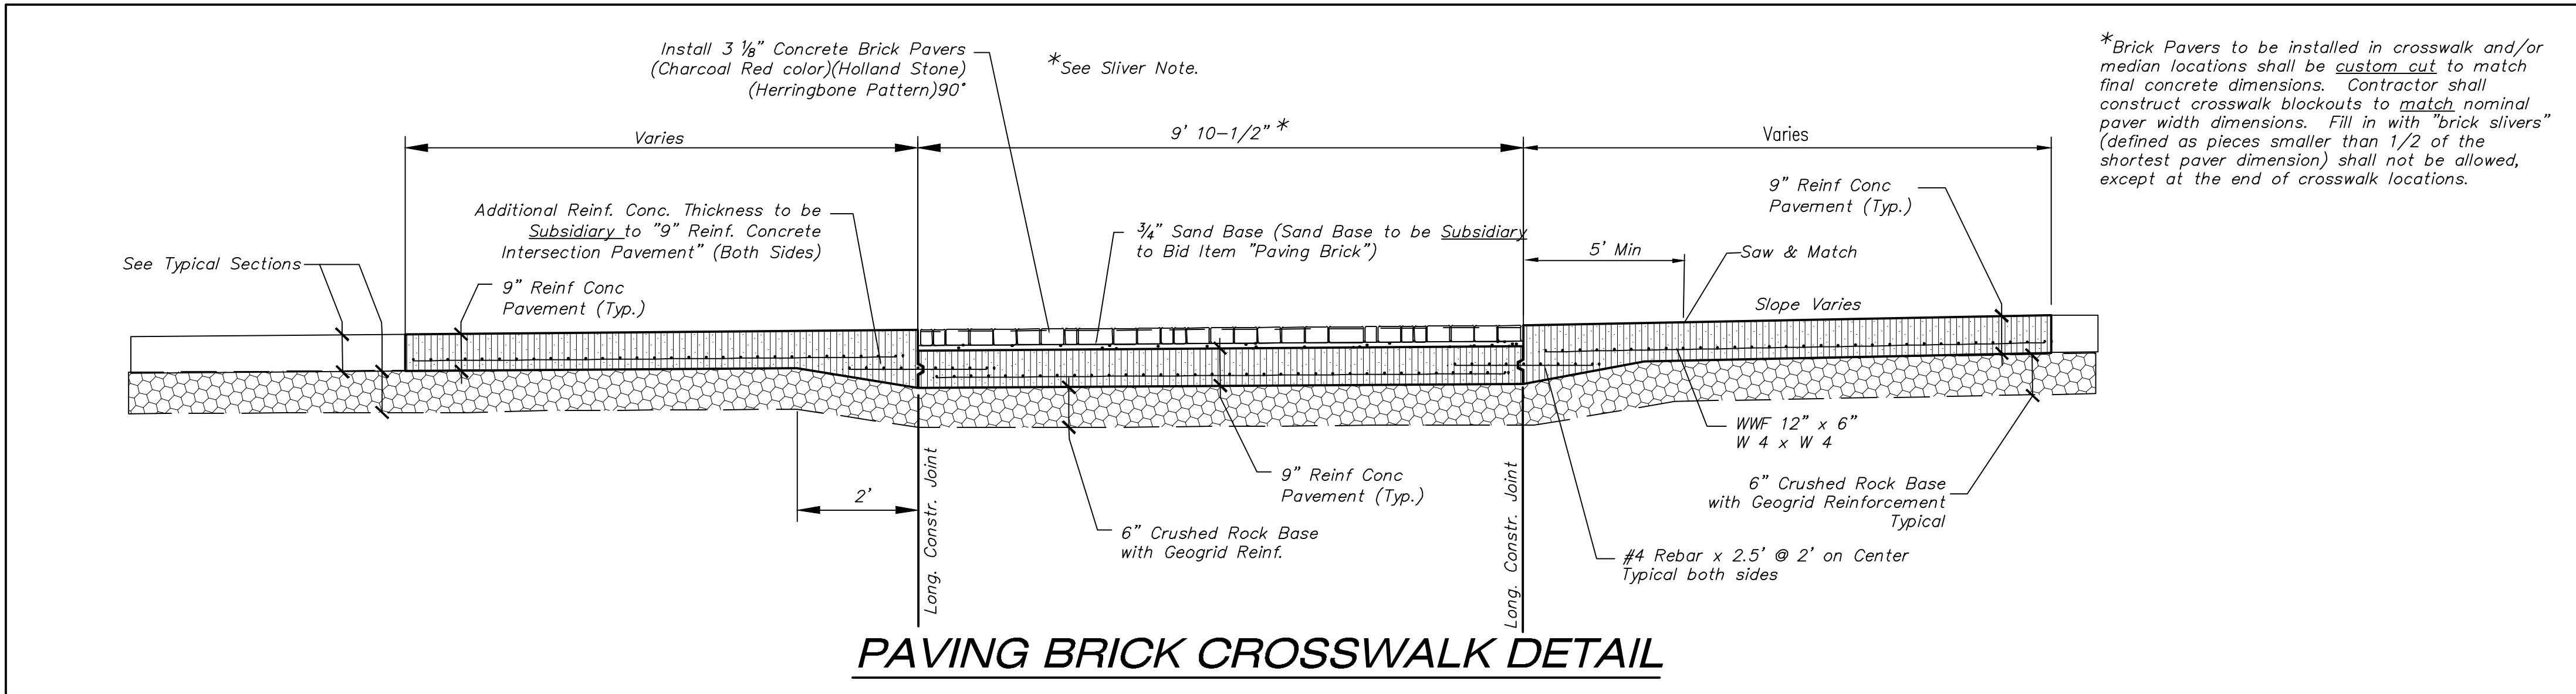 Install 3 ⅛" Concrete Brick Pavers
(Charcoal Red color)(Holland Stone)
(Herringbone Pattern)90°
*See Sliver Note.
*Brick Pavers to be installed in crosswalk and/or
median locations shall be custom cut to match
final concrete dimensions. Contractor shall
construct crosswalk blockouts to match nominal
paver width dimensions. Fill in with "brick slivers"
(defined as pieces smaller than 1/2 of the
shortest paver dimension) shall not be allowed,
except at the end of crosswalk locations.
Varies
9' 10-1/2" *
Varies
Additional Reinf. Conc. Thickness to be
Subsidiary to "9" Reinf. Concrete
Intersection Pavement" (Both Sides)
¾" Sand Base (Sand Base to be Subsidiary
to Bid Item "Paving Brick")
9" Reinf Conc
Pavement (Typ.)
5' Min
Saw & Match
See Typical Sections
9" Reinf Conc
Pavement (Typ.)
Slope Varies
WWF 12" x 6"
W 4 x W 4
2'
Long. Constr. Joint
9" Reinf Conc
Pavement (Typ.)
Long. Constr. Joint
6" Crushed Rock Base
with Geogrid Reinforcement
Typical
6" Crushed Rock Base
with Geogrid Reinf.
#4 Rebar x 2.5' @ 2' on Center
Typical both sides
PAVING BRICK CROSSWALK DETAIL